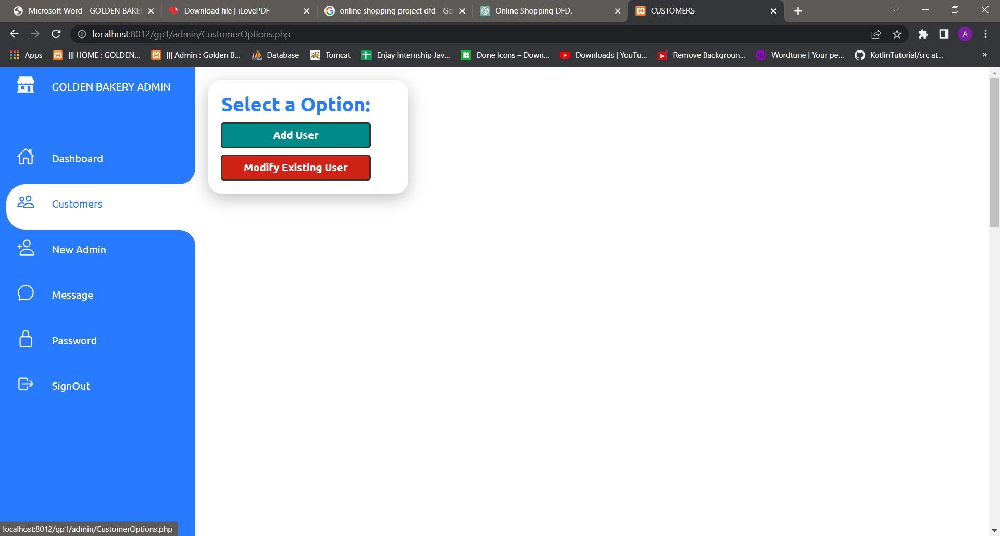 Microsoft Word - GOLDEN BAKER
Download file | iLovePDF
online shopping project dfd - Go
Online Shopping DFD.
CUSTOMERS
localhost:8012/gp1/admin/CustomerOptions.php
A
Apps
||| HOME : GOLDEN...
||| Admin : Golden B...
Database
Tomcat
Enjay Internship Jav...
Done Icons – Down...
Downloads | YouTu...
Remove Backgroun...
Wordtune | Your pe...
KotlinTutorial/src at...
»
GOLDEN BAKERY ADMIN
Dashboard
Customers
New Admin
Message
Password
SignOut
Select a Option:
Add User
Modify Existing User
localhost:8012/gp1/admin/CustomerOptions.php